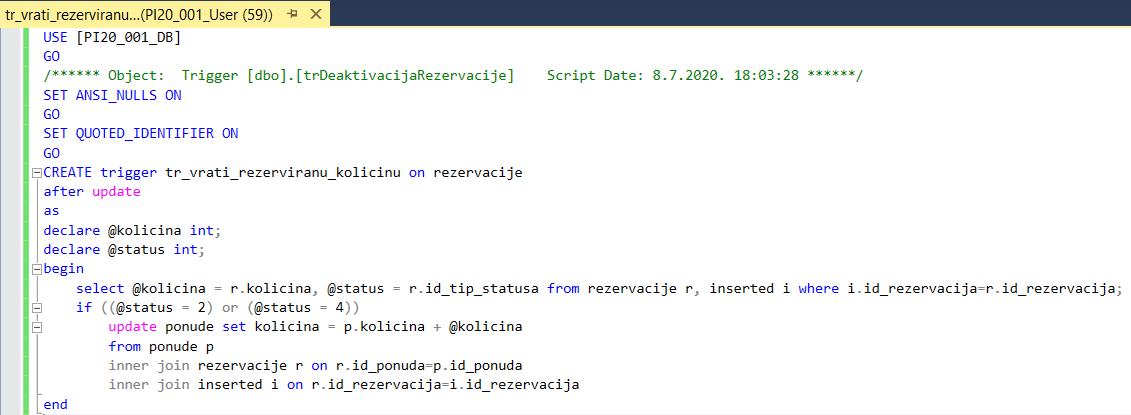 tr_vrati_rezerviranu...(PI20_001_User (59))
USE [PI20_001_DB]
GO
/****** Object:  Trigger [dbo].[trDeaktivacijaRezervacije]    Script Date: 8.7.2020. 18:03:28 ******/
SET ANSI_NULLS ON
GO
SET QUOTED_IDENTIFIER ON
GO
CREATE trigger tr_vrati_rezerviranu_kolicinu on rezervacije
after update
as
declare @kolicina int;
declare @status int;
begin
    select @kolicina = r.kolicina, @status = r.id_tip_statusa from rezervacije r, inserted i where i.id_rezervacija=r.id_rezervacija;
    if ((@status = 2) or (@status = 4))
        update ponude set kolicina = p.kolicina + @kolicina
        from ponude p
        inner join rezervacije r on r.id_ponuda=p.id_ponuda
        inner join inserted i on r.id_rezervacija=i.id_rezervacija
end